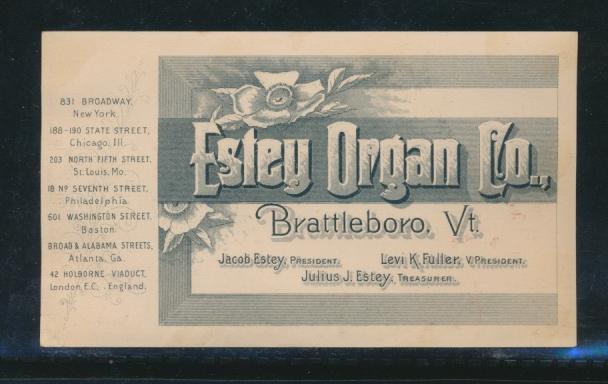 831 BROADWAY,
New York.
188-190 STATE STREET,
Chicago, Ill.
203 NORTH FIFTH STREET,
St. Louis, Mo.
18 Nº SEVENTH STREET,
Philadelphia.
601 WASHINGTON STREET,
Boston.
BROAD & ALABAMA STREETS,
Atlanta, Ga.
42 HOLBORNE-VIADUCT,
London, E.C., England.
Estey Organ Co.,
Brattleboro, Vt.
Jacob Estey, PRESIDENT. Levi K. Fuller, V. PRESIDENT.
Julius J. Estey, TREASURER.